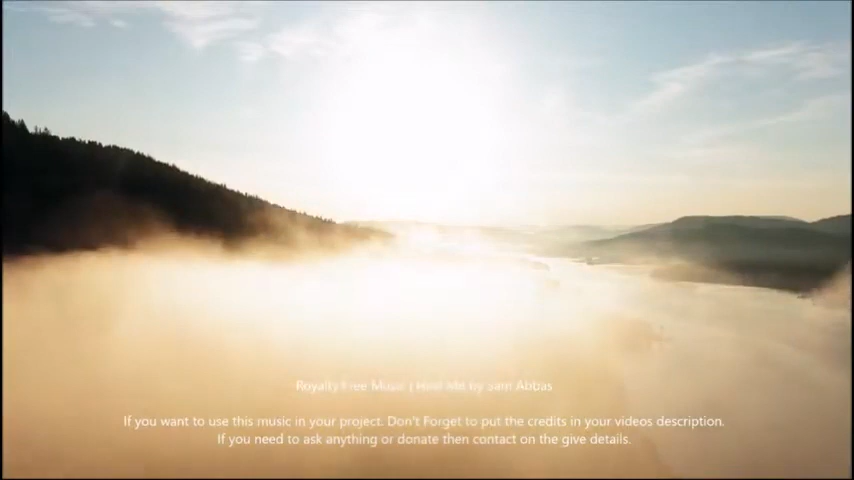 Royalty Free Music | Heal Me by Sam Abbas
If you want to use this music in your project. Don't Forget to put the credits in your videos description.
If you need to ask anything or donate then contact on the give details.